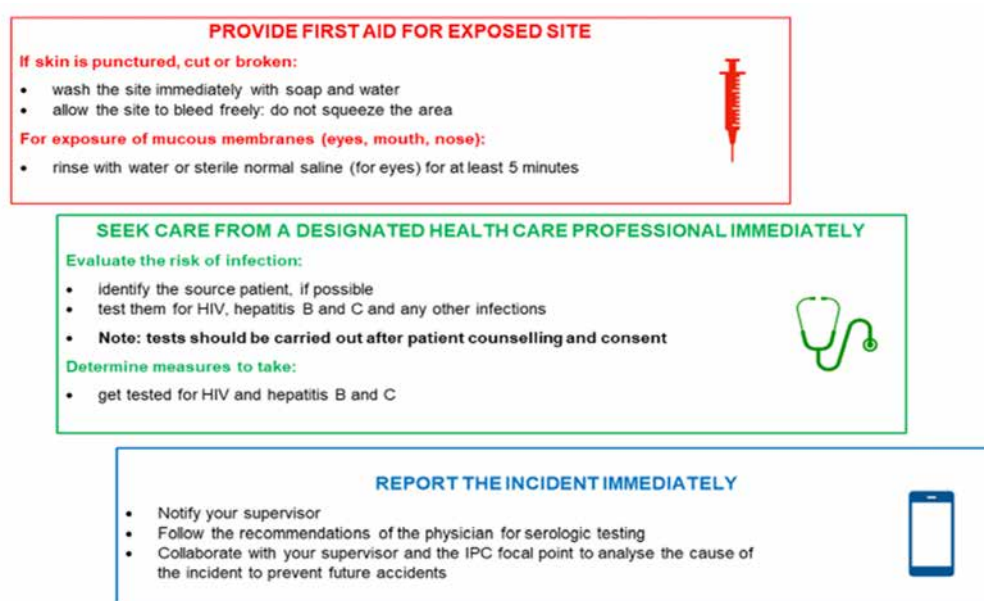 PROVIDE FIRST AID FOR EXPOSED SITE
If skin is punctured, cut or broken:
• wash the site immediately with soap and water
• allow the site to bleed freely: do not squeeze the area
For exposure of mucous membranes (eyes, mouth, nose):
• rinse with water or sterile normal saline (for eyes) for at least 5 minutes
SEEK CARE FROM A DESIGNATED HEALTH CARE PROFESSIONAL IMMEDIATELY
Evaluate the risk of infection:
• identify the source patient, if possible
• test them for HIV, hepatitis B and C and any other infections
• Note: tests should be carried out after patient counselling and consent
Determine measures to take:
• get tested for HIV and hepatitis B and C
REPORT THE INCIDENT IMMEDIATELY
• Notify your supervisor
• Follow the recommendations of the physician for serologic testing
• Collaborate with your supervisor and the IPC focal point to analyse the cause of
the incident to prevent future accidents